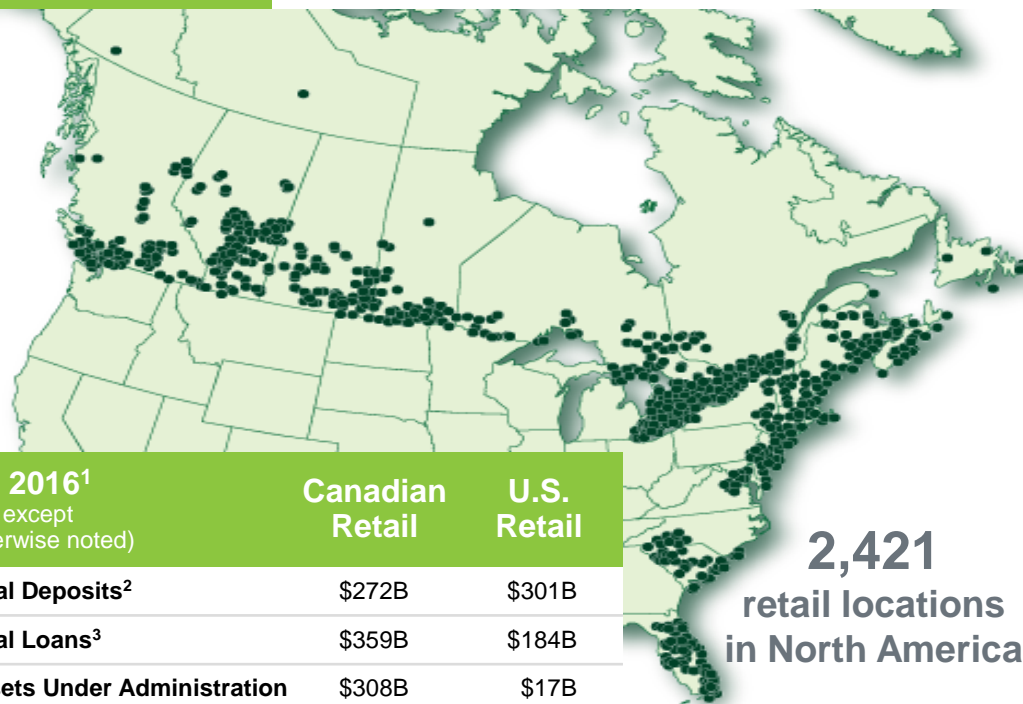 2016¹
except
erwise noted)
Canadian
Retail
U.S.
Retail
al Deposits² $272B $301B
al Loans³ $359B $184B
ets Under Administration $308B $17B
2,421
retail locations
in North America